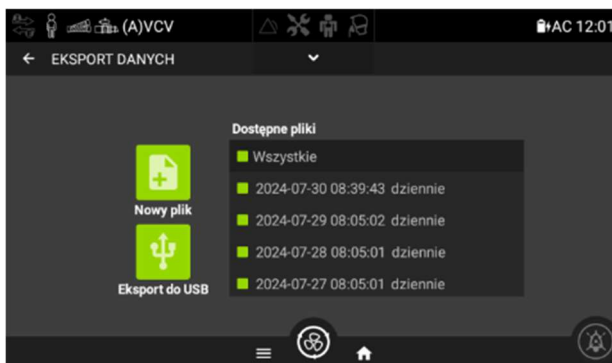 (A)VCV
AC 12:01
EKSPORT DANYCH
Dostępne pliki
Wszystkie
2024-07-30 08:39:43 dziennie
2024-07-29 08:05:02 dziennie
2024-07-28 08:05:01 dziennie
2024-07-27 08:05:01 dziennie
Nowy plik
Eksport do USB